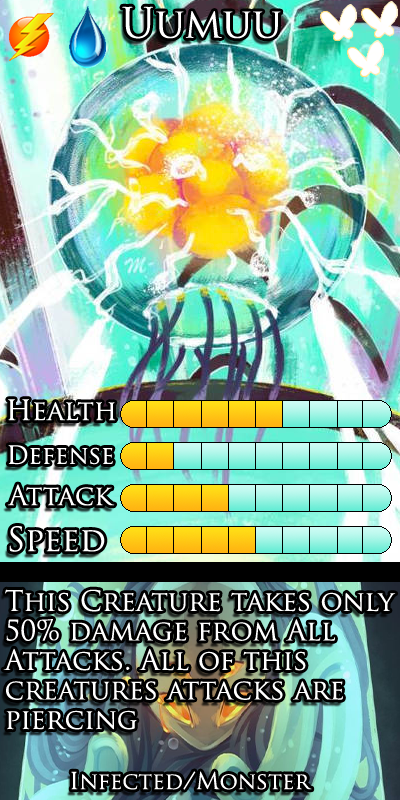 Uumuu
M-
Health
Defense
Attack
Speed
This Creature takes only
50% damage from All
Attacks. All of this
creatures attacks are
piercing
Infected/Monster